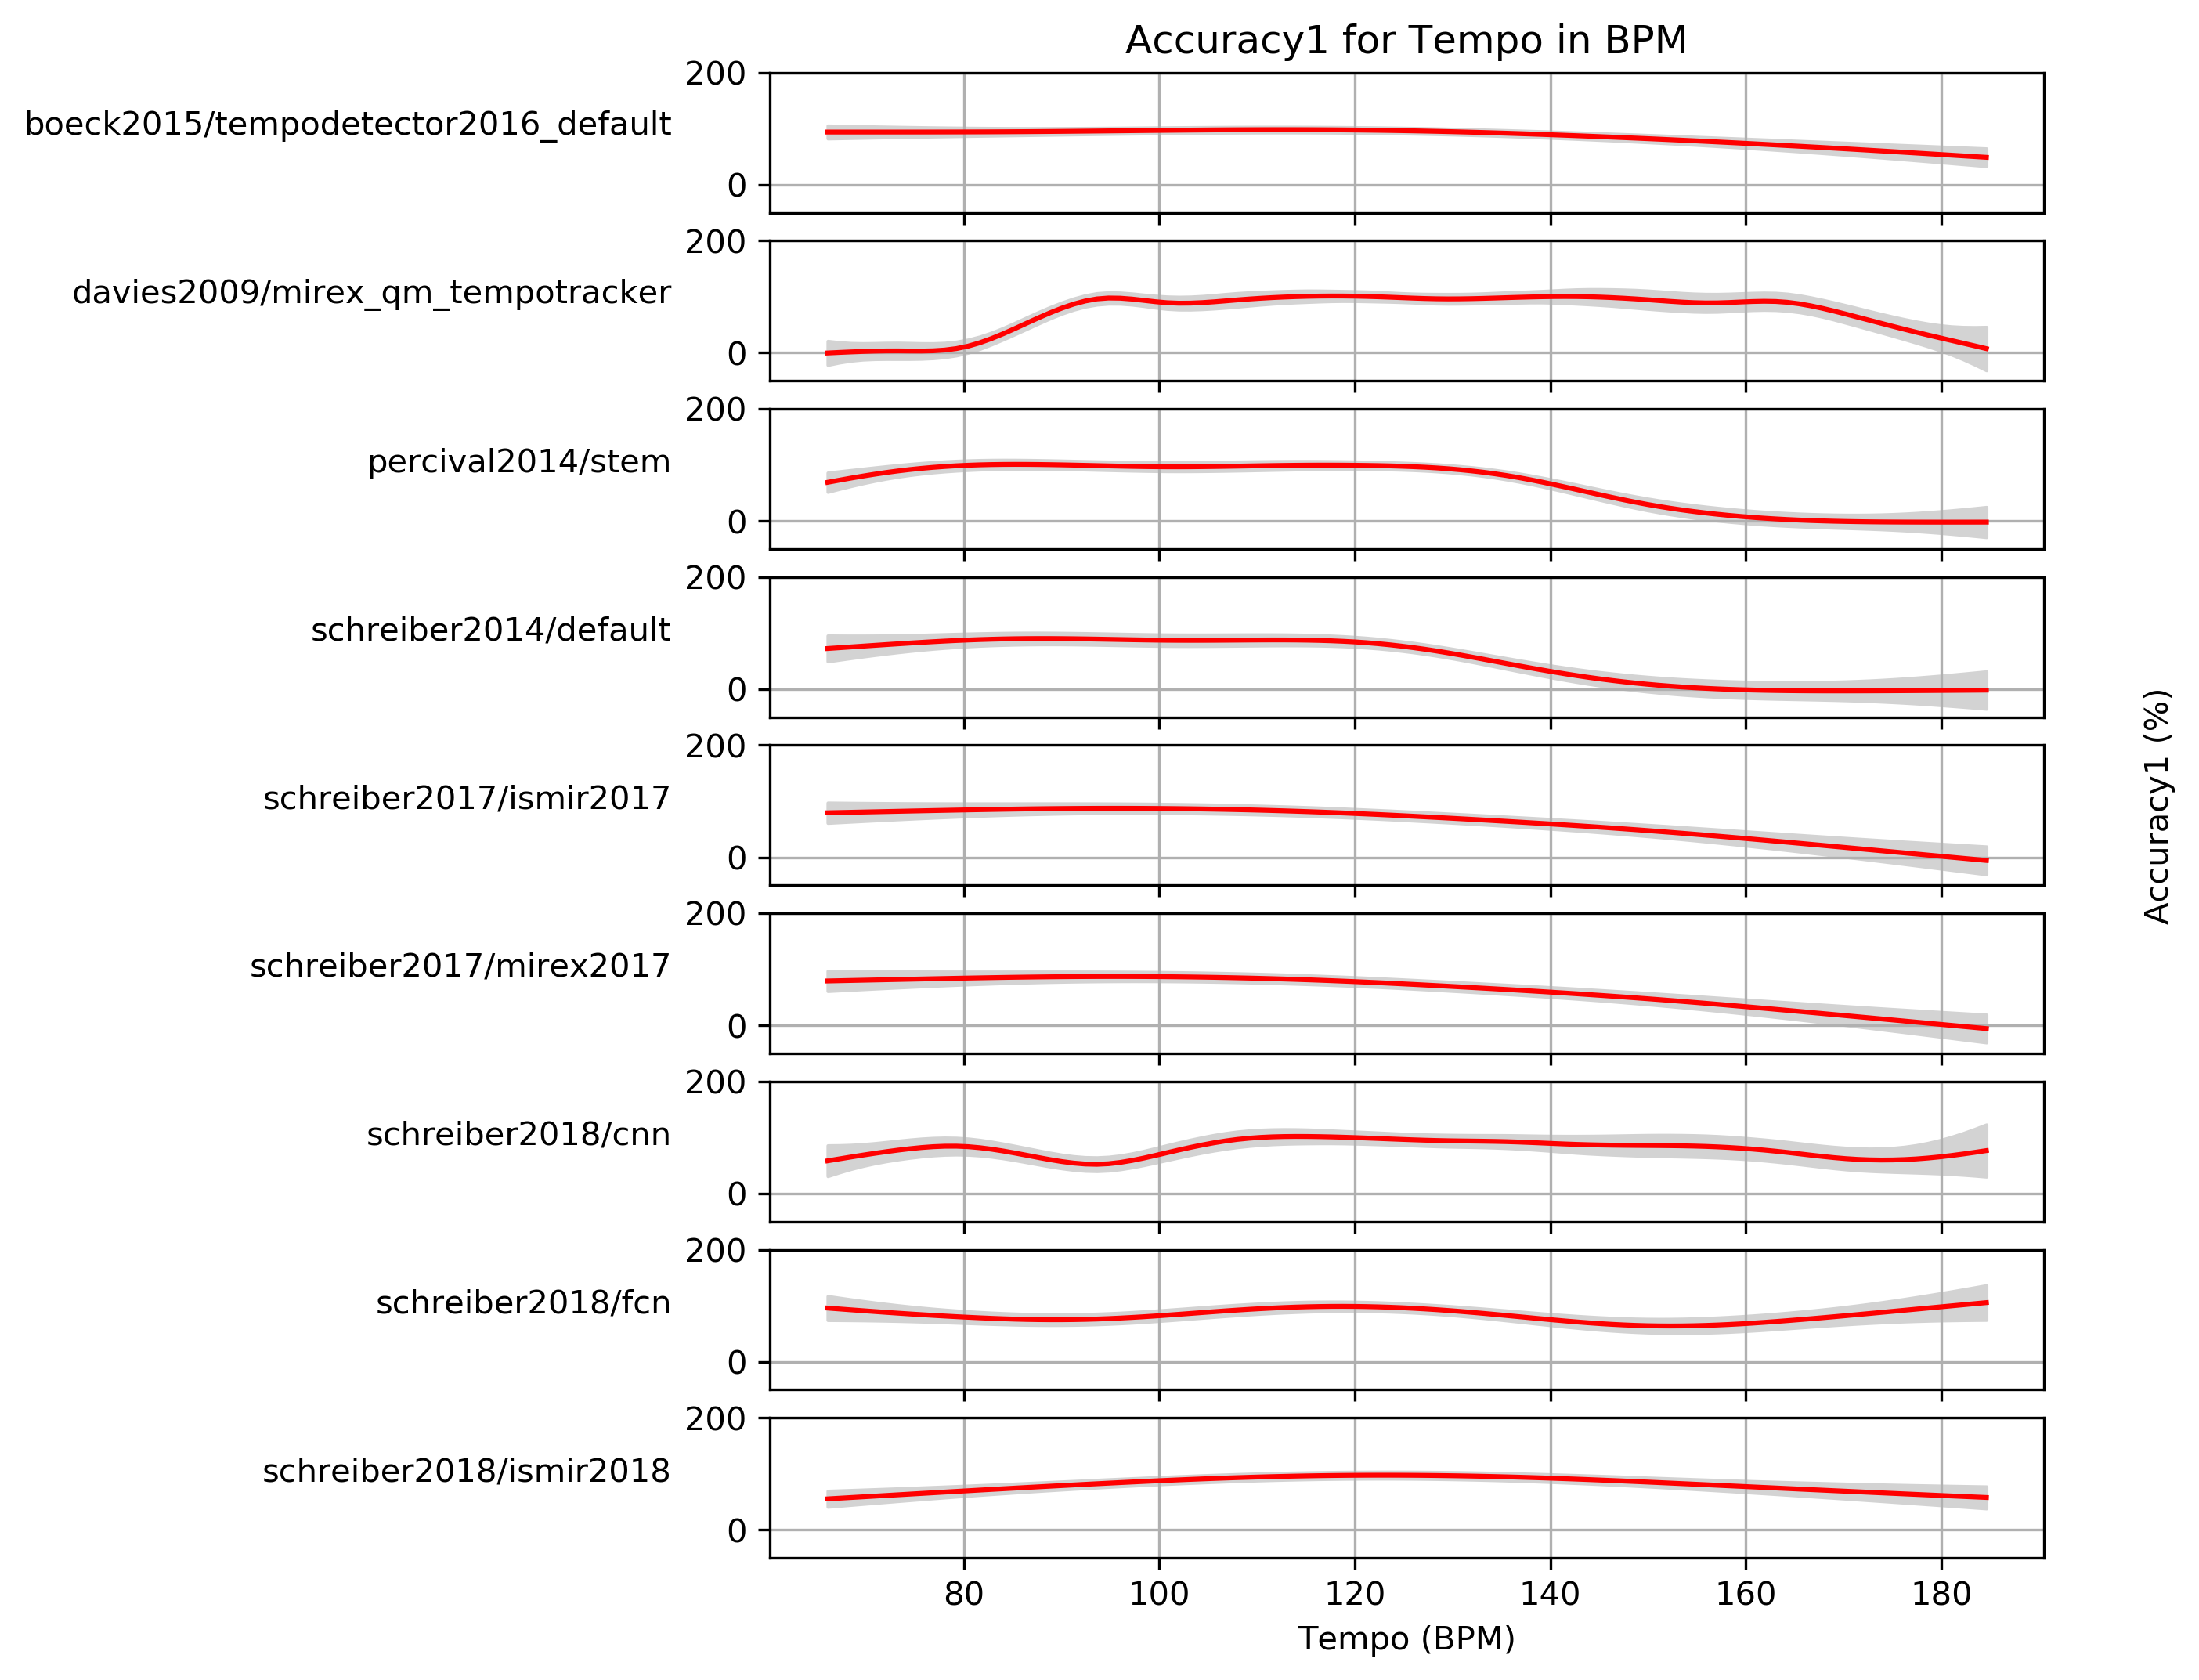 Accuracy1 for Tempo in BPM
200
boeck2015/tempodetector2016_default
0
200
davies2009/mirex_qm_tempotracker
0
200
percival2014/stem
0
200
schreiber2014/default
0
200
schreiber2017/ismir2017
0
200
schreiber2017/mirex2017
0
200
schreiber2018/cnn
0
200
schreiber2018/fcn
0
200
schreiber2018/ismir2018
0
80 100 120 140 160 180
Tempo (BPM)
Accuracy1 (%)